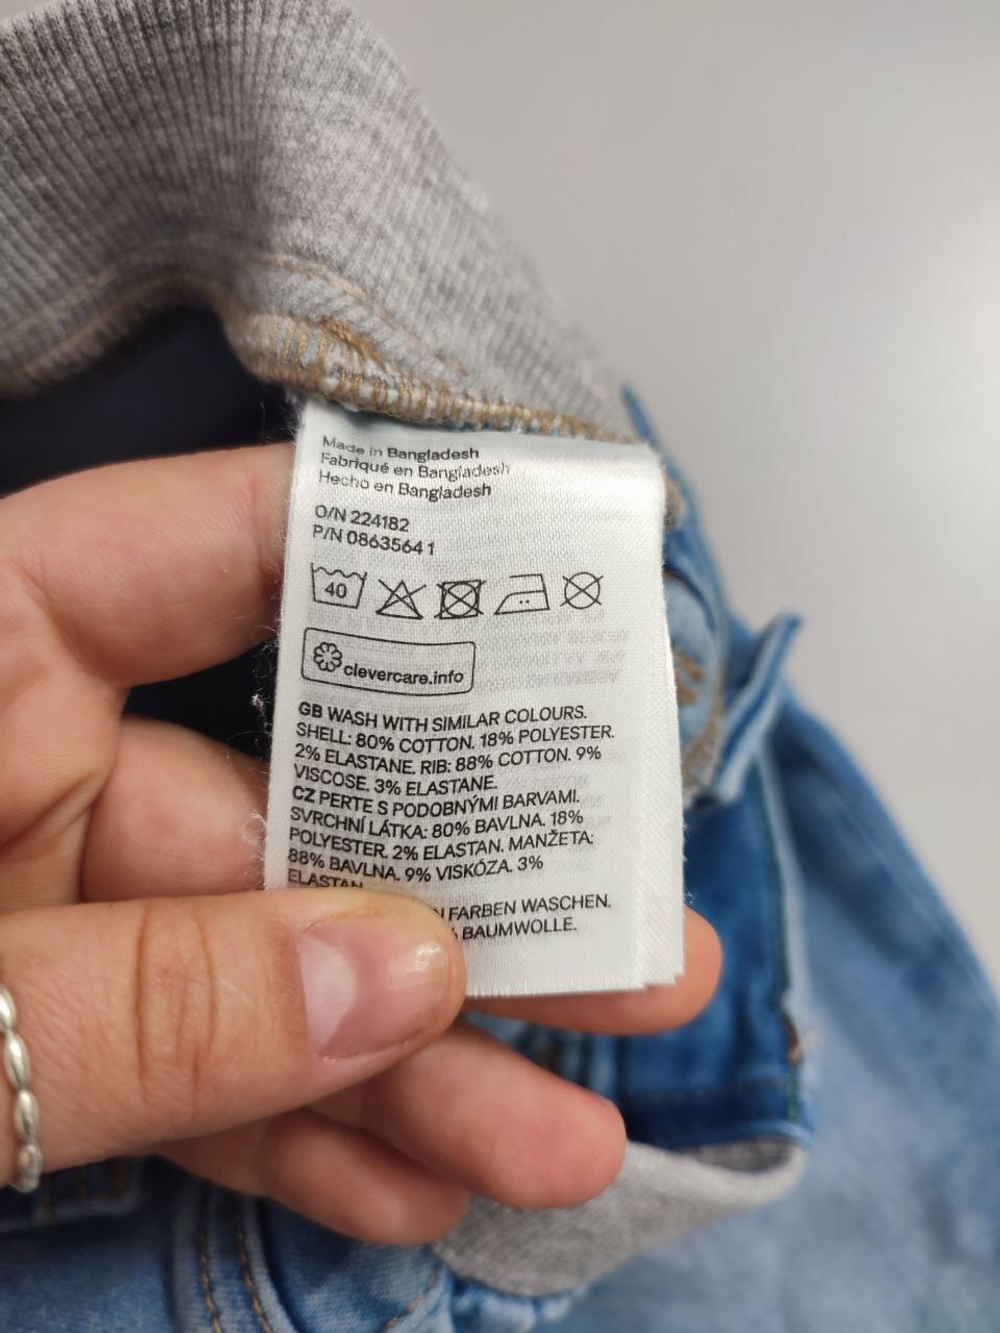 Made in Bangladesh
Fabriqué en Bangladesh
Hecho en Bangladesh
O/N 224182
P/N 0863564 1
40
clevercare.info
GB WASH WITH SIMILAR COLOURS.
SHELL: 80% COTTON. 18% POLYESTER.
2% ELASTANE. RIB: 88% COTTON. 9%
VISCOSE. 3% ELASTANE.
CZ PERTE S PODOBNÝMI BARVAMI.
SVRCHNÍ LÁTKA: 80% BAVLNA. 18%
POLYESTER. 2% ELASTAN. MANŽETA:
88% BAVLNA. 9% VISKÓZA. 3%
ELASTAN
FARBEN WASCHEN.
BAUMWOLLE.